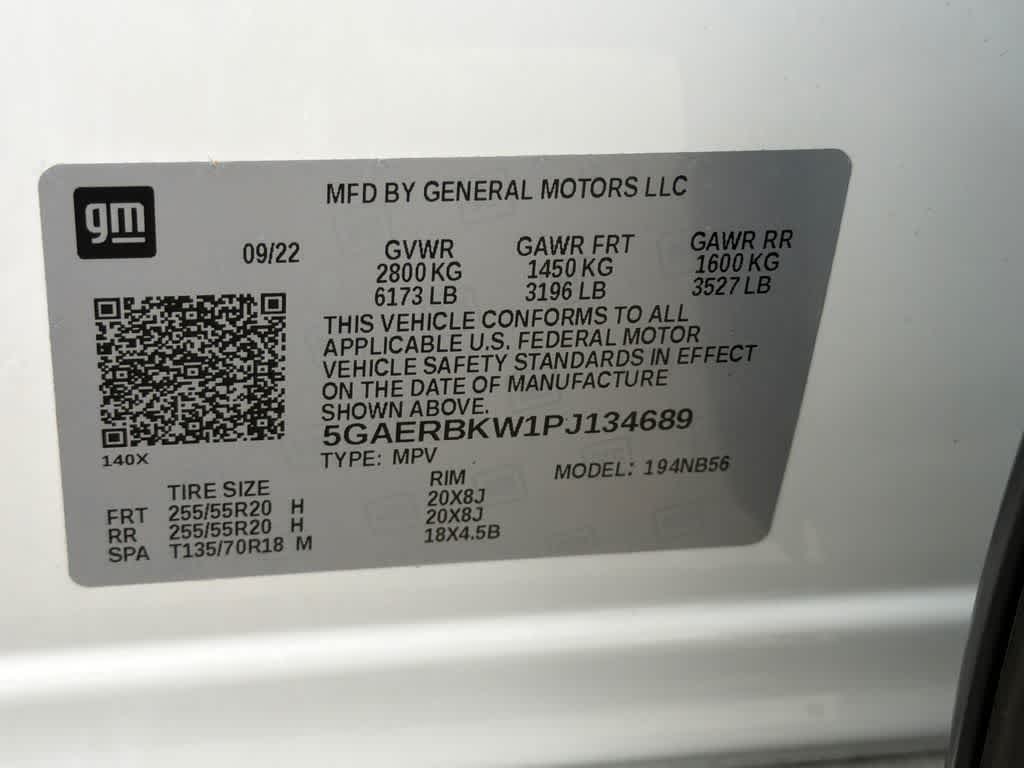 gm
MFD BY GENERAL MOTORS LLC
09/22
GVWR GAWR FRT GAWR RR
2800 KG 1450 KG 1600 KG
6173 LB 3196 LB 3527 LB
THIS VEHICLE CONFORMS TO ALL
APPLICABLE U.S. FEDERAL MOTOR
VEHICLE SAFETY STANDARDS IN EFFECT
ON THE DATE OF MANUFACTURE
SHOWN ABOVE.
5GAERBKW1PJ134689
140X
TYPE: MPV MODEL: 194NB56
TIRE SIZE RIM
FRT 255/55R20 H 20X8J
RR 255/55R20 H 20X8J
SPA T135/70R18 M 18X4.5B